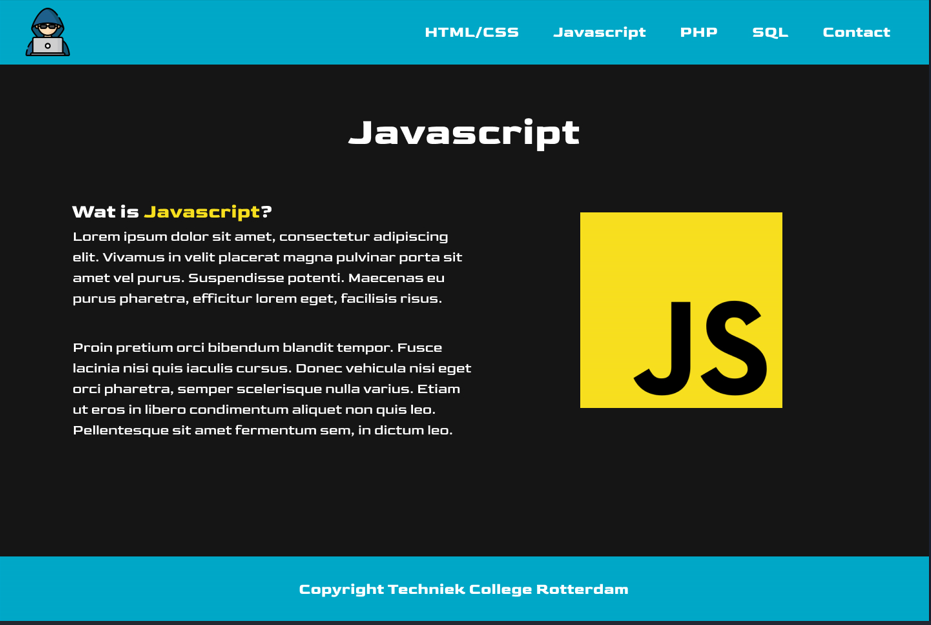 HTML/CSS Javascript PHP SQL Contact
Javascript
Wat is Javascript?
Lorem ipsum dolor sit amet, consectetur adipiscing
elit. Vivamus in velit placerat magna pulvinar porta sit
amet vel purus. Suspendisse potenti. Maecenas eu
purus pharetra, efficitur lorem eget, facilisis risus.
Proin pretium orci bibendum blandit tempor. Fusce
lacinia nisi quis iaculis cursus. Donec vehicula nisi eget
orci pharetra, semper scelerisque nulla varius. Etiam
ut eros in libero condimentum aliquet non quis leo.
Pellentesque sit amet fermentum sem, in dictum leo.
JS
Copyright Techniek College Rotterdam